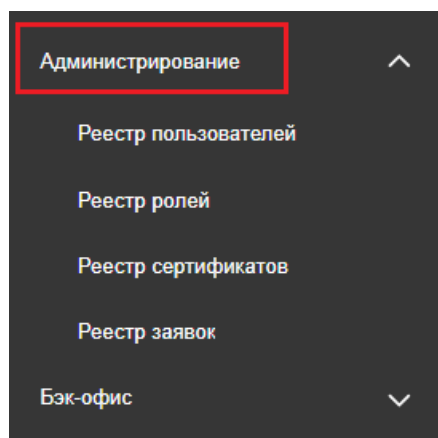 Администрирование
Реестр пользователей
Реестр ролей
Реестр сертификатов
Реестр заявок
Бэк-офис